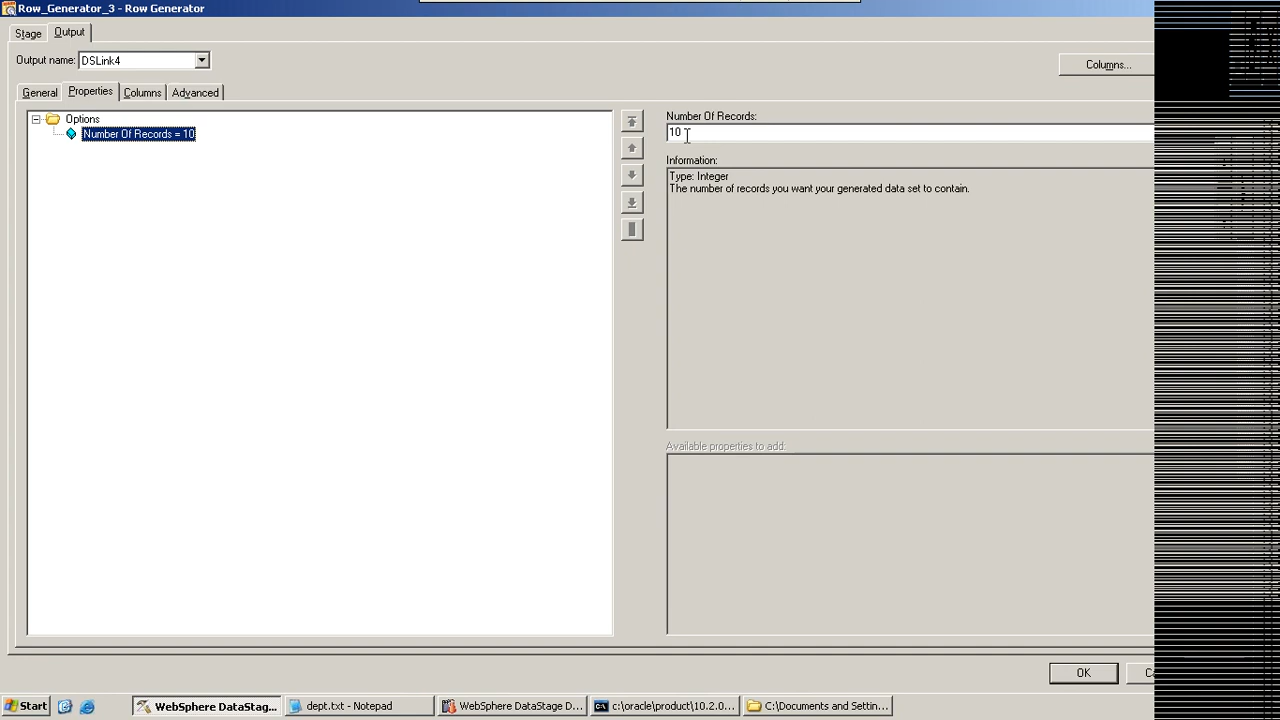 Row_Generator_3 - Row Generator
Stage
Output
Output name:
DSLink4
Columns...
General
Properties
Columns
Advanced
Options
Number Of Records = 10
Number Of Records:
10
Information:
Type: Integer
The number of records you want your generated data set to contain.
Available properties to add:
OK
Start
WebSphere DataStag...
dept.txt - Notepad
WebSphere DataStage D...
c:\oracle\product\10.2.0...
C:\Documents and Settin...